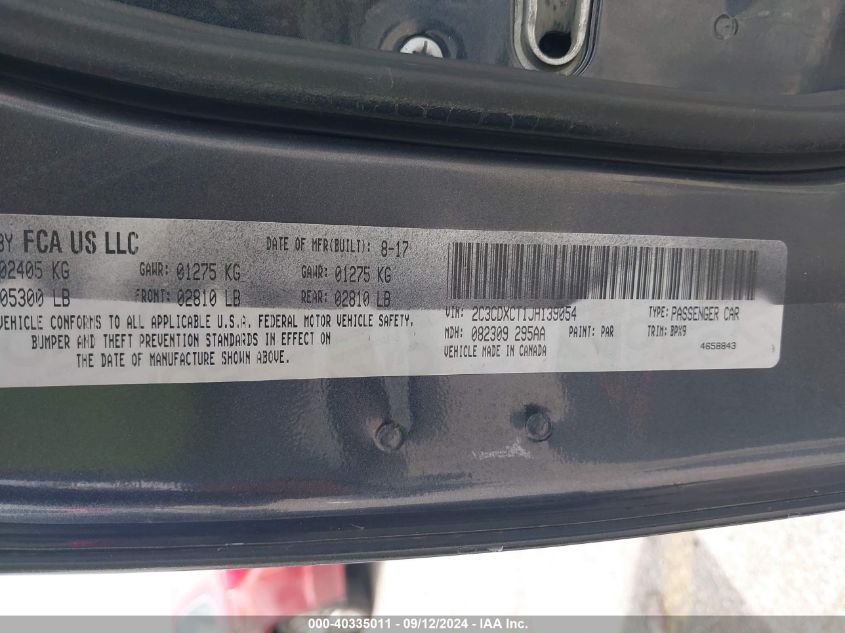 BY FCA US LLC DATE OF MFR(BUILT): 8-17
02405 KG GAWR: 01275 KG GAWR: 01275 KG
05300 LB FRONT: 02810 LB REAR: 02810 LB
VEHICLE CONFORMS TO ALL APPLICABLE U.S.A. FEDERAL MOTOR VEHICLE SAFETY,
BUMPER AND THEFT PREVENTION STANDARDS IN EFFECT ON
THE DATE OF MANUFACTURE SHOWN ABOVE.
VIN: 2C3CDXCT1JH139054 TYPE: PASSENGER CAR
MDH: 082309 295AA PAINT: PAR TRIM: BPX9
VEHICLE MADE IN CANADA 4658843
000-40335011 - 09/12/2024 - IAA Inc.